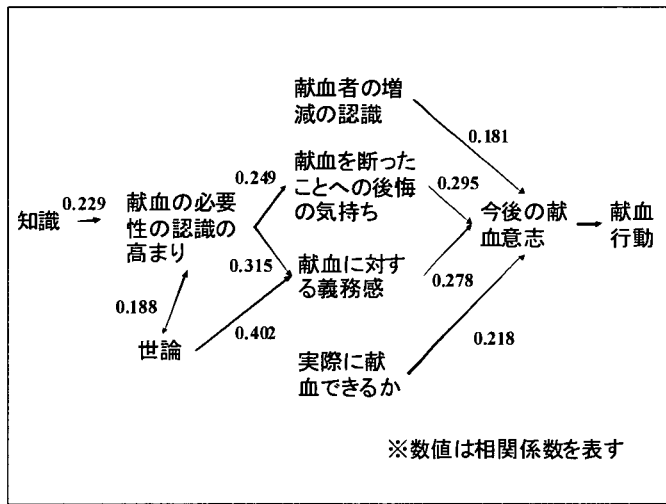 献血者の増
減の認識
0.181
献血を断った
ことへの後悔
の気持ち
0.249
0.295
0.229
知識
献血の必要
性の認識の
高まり
今後の献
血意志
献血
行動
0.315
献血に対す
る義務感
0.278
0.188
世論
0.402
0.218
実際に献
血できるか
※数値は相関係数を表す